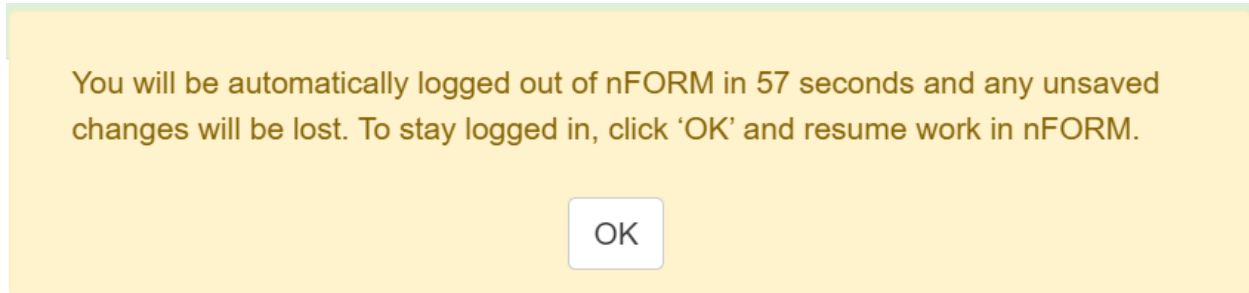 You will be automatically logged out of nFORM in 57 seconds and any unsaved
changes will be lost. To stay logged in, click ‘OK’ and resume work in nFORM.
OK